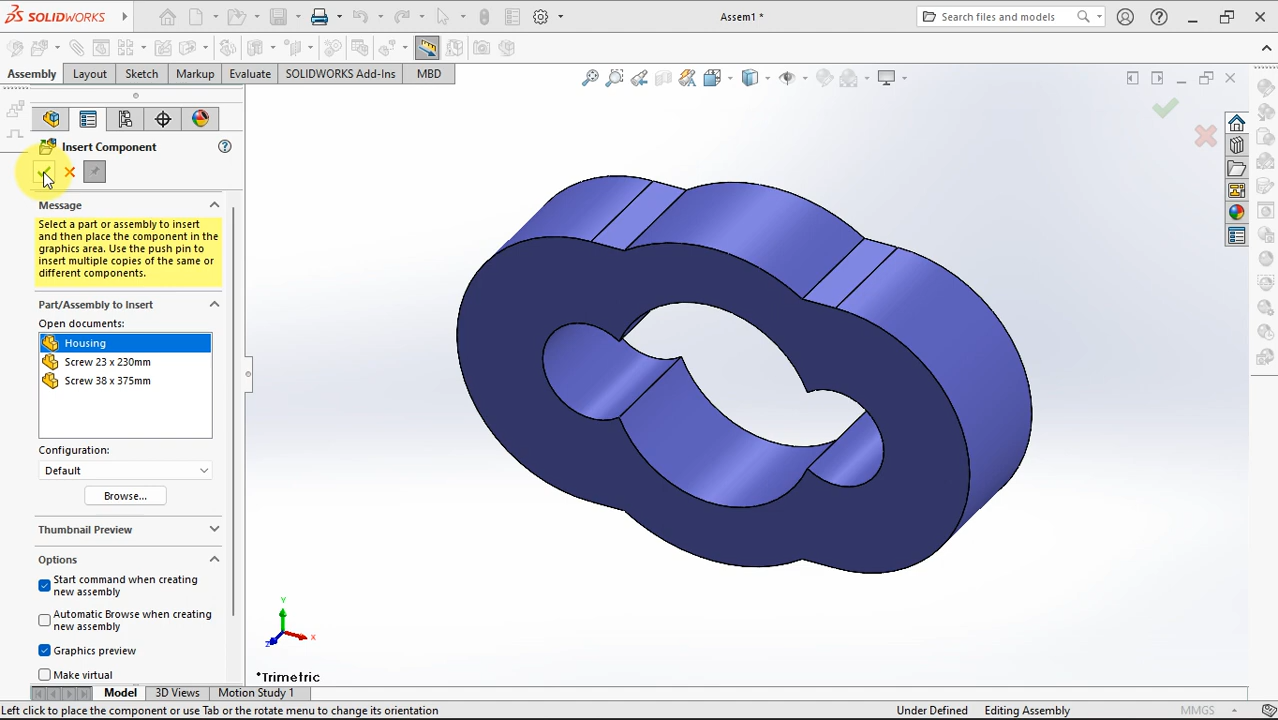 SOLIDWORKS
Assem1 *
Search files and models
Assembly
Layout
Sketch
Markup
Evaluate
SOLIDWORKS Add-Ins
MBD
Insert Component
Message
Select a part or assembly to insert
and then place the component in the
graphics area. Use the push pin to
insert multiple copies of the same or
different components.
Part/Assembly to Insert
Open documents:
Housing
Screw 23 x 230mm
Screw 38 x 375mm
Configuration:
Default
Browse...
Thumbnail Preview
Options
Start command when creating
new assembly
Automatic Browse when creating
new assembly
Graphics preview
Make virtual
Y
X
Z
*Trimetric
Model
3D Views
Motion Study 1
Left click to place the component or use Tab or the rotate menu to change its orientation
Under Defined
Editing Assembly
MMGS